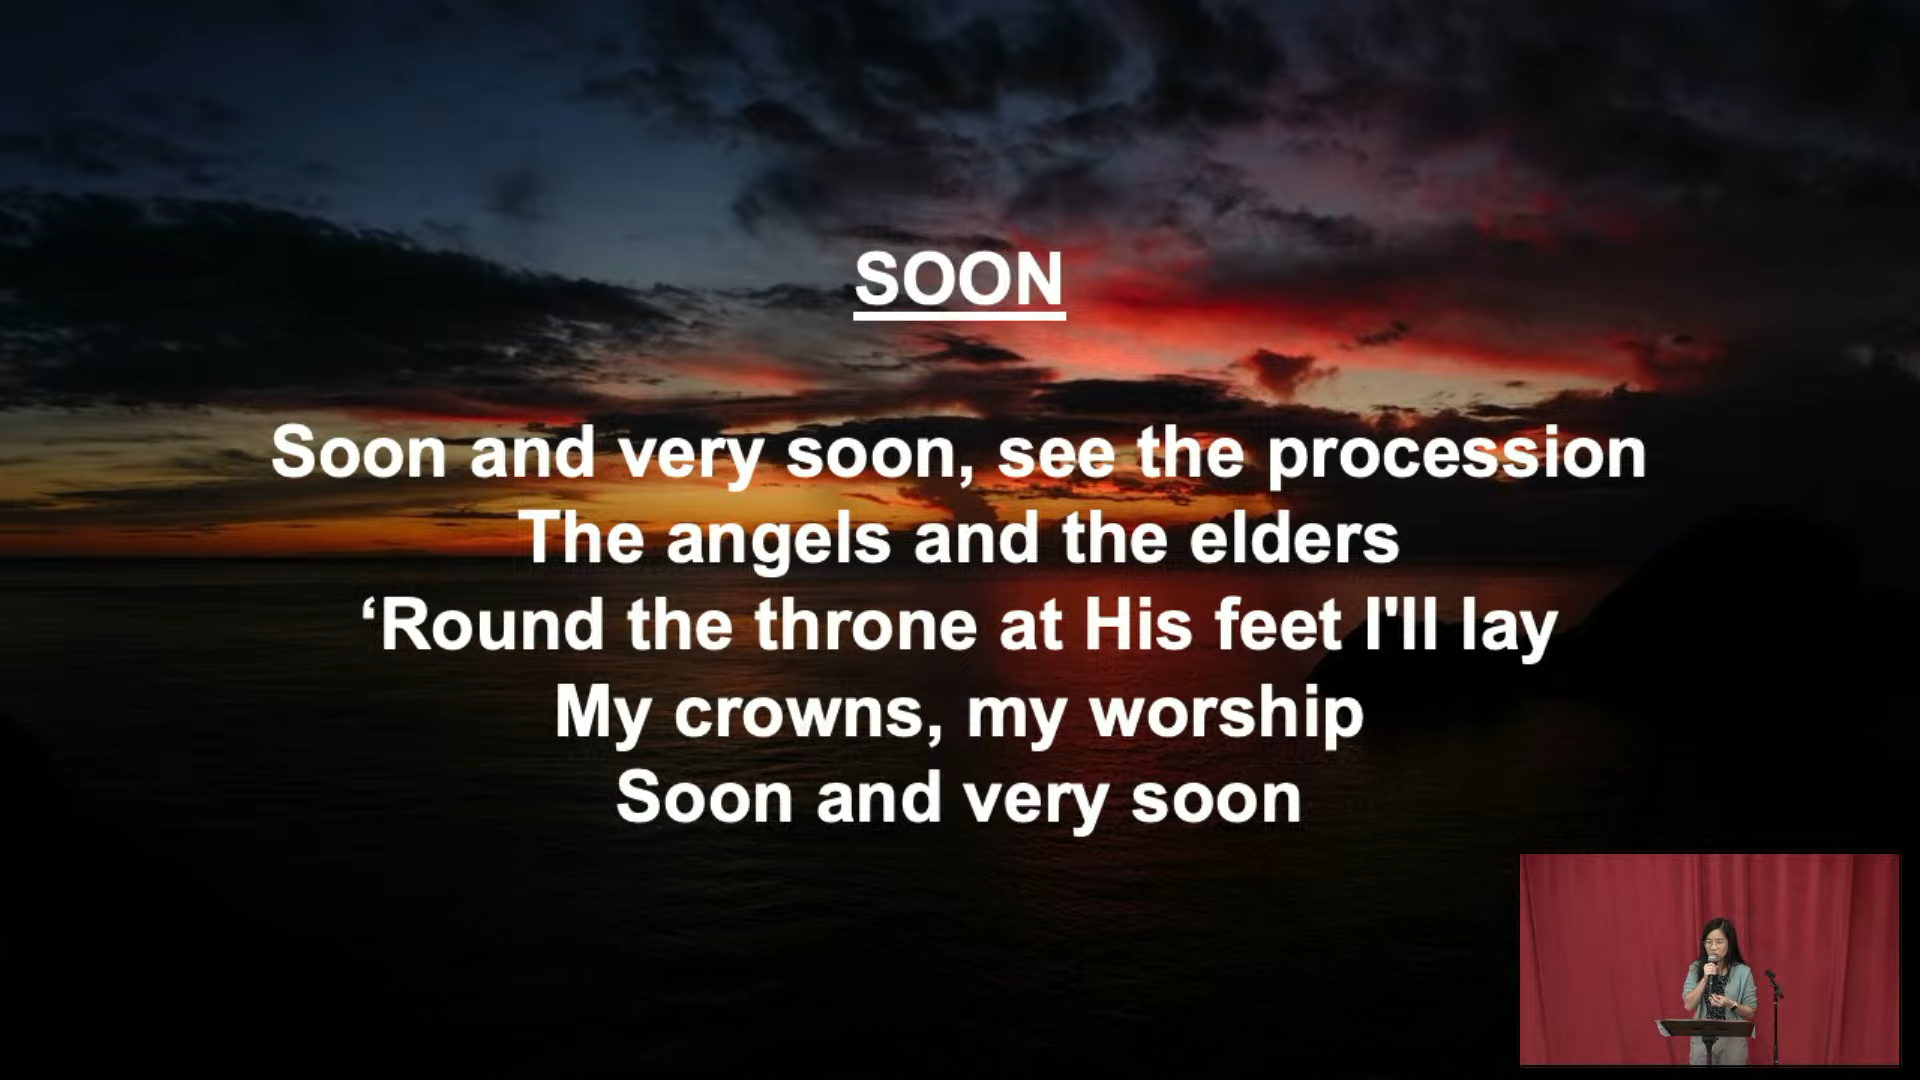 SOON
Soon and very soon, see the procession
The angels and the elders
‘Round the throne at His feet I'll lay
My crowns, my worship
Soon and very soon